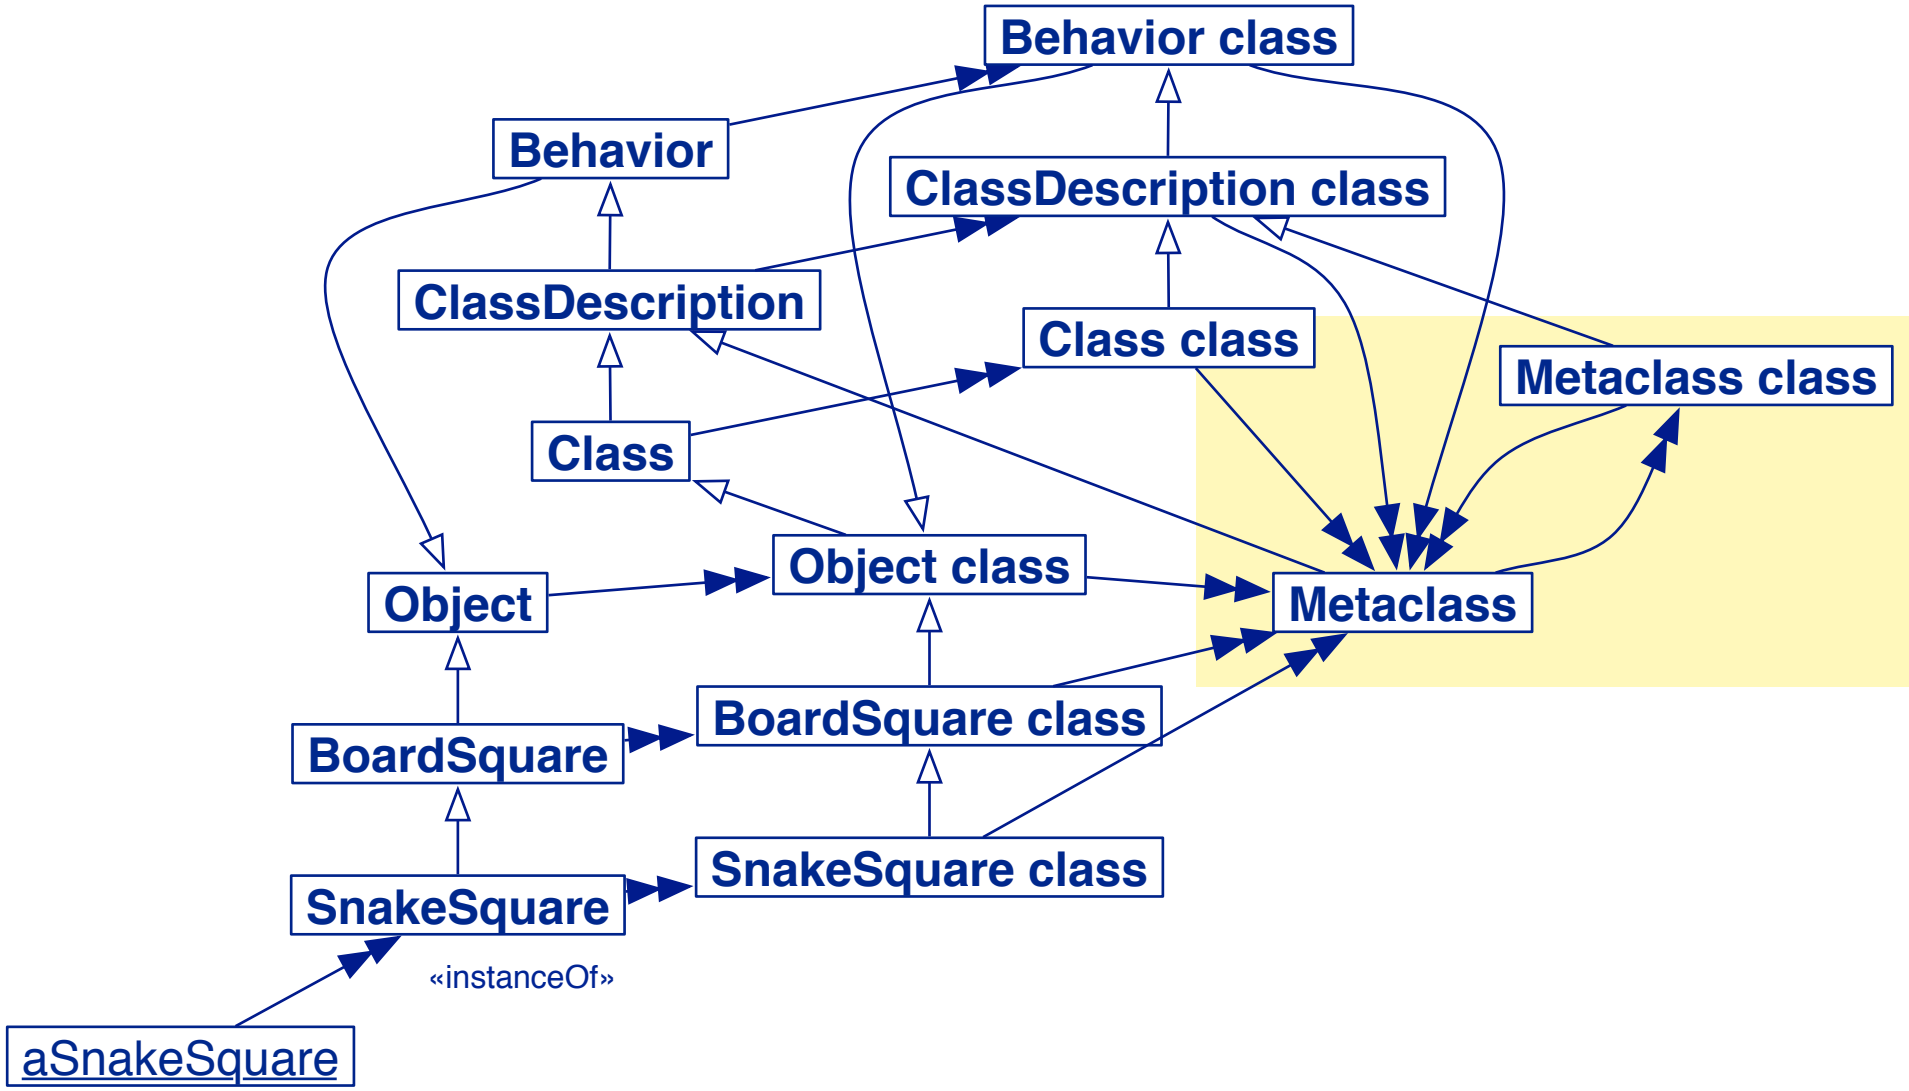 Behavior class
Behavior
ClassDescription class
ClassDescription
Class class
Metaclass class
Class
Object class
Object
Metaclass
BoardSquare class
BoardSquare
SnakeSquare class
SnakeSquare
«instanceOf»
aSnakeSquare